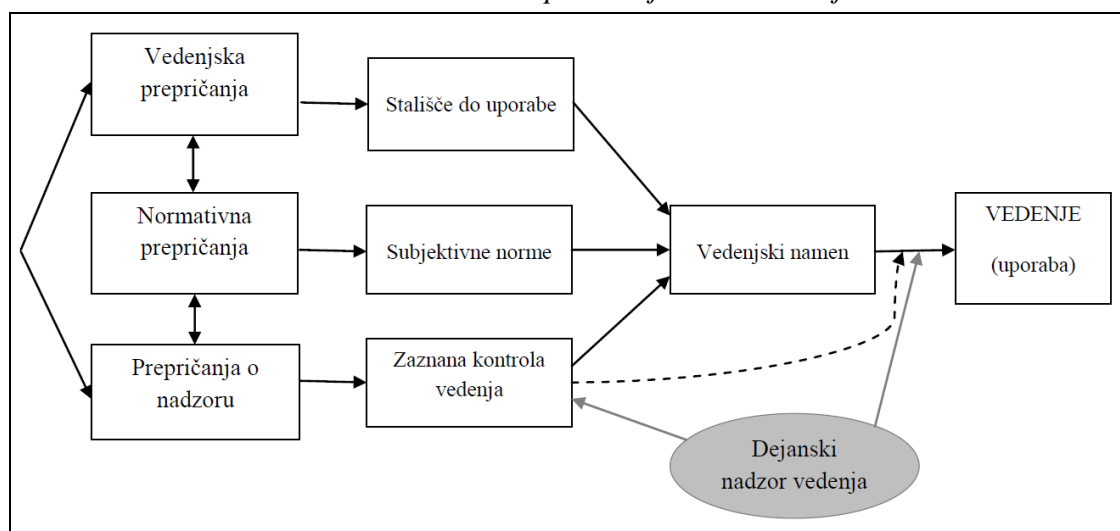 Vedenjska
prepričanja
Stališče do uporabe
Normativna
prepričanja
Subjektivne norme
Vedenjski namen
VEDENJE
(uporaba)
Prepričanja o
nadzoru
Zaznana kontrola
vedenja
Dejanski
nadzor vedenja